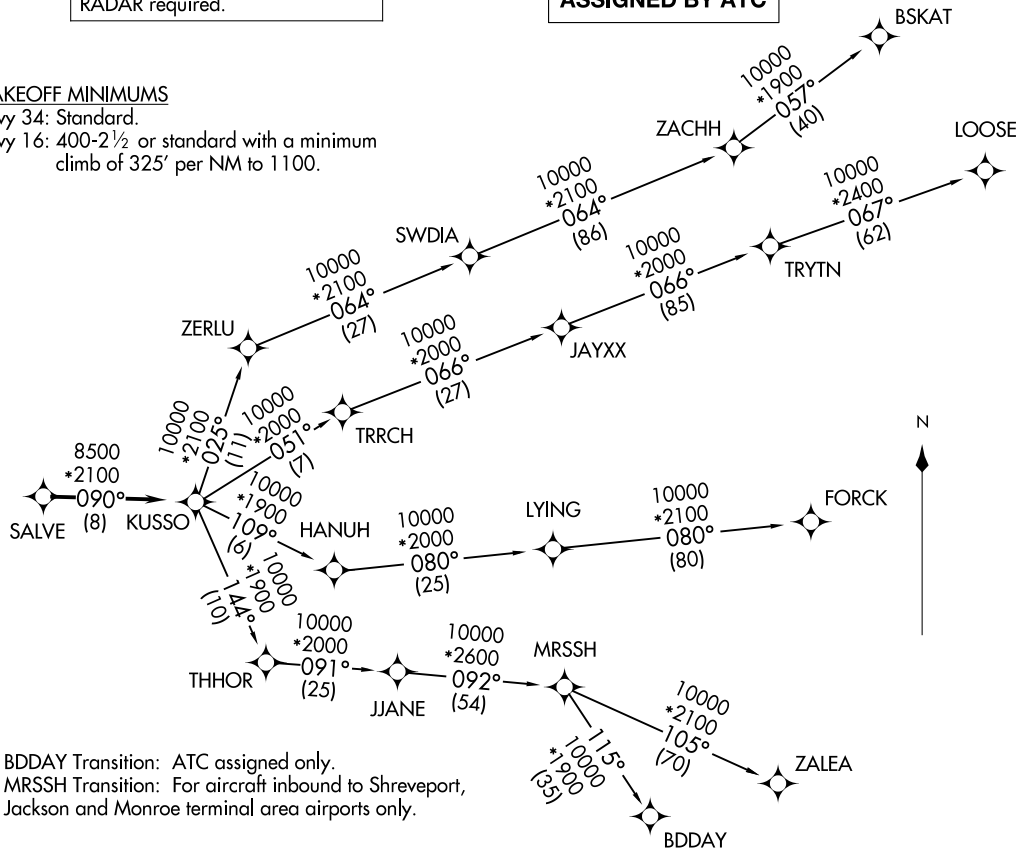 RADAR required.
ASSIGNED BY ATC
BSKAT
10000
*1900
057°
(40)
AKEOFF MINIMUMS
wy 34: Standard.
wy 16: 400-2½ or standard with a minimum
climb of 325' per NM to 1100.
ZACHH
LOOSE
10000
*2100
064°
(86)
10000
*2400
067°
(62)
SWDIA
TRYTN
10000
*2100
064°
(27)
10000
*2000
066°
(85)
ZERLU
JAYXX
10000
*2000
066°
(27)
10000
*2100
025°
(11)
10000
*2000
051°
(7)
TRRCH
N
8500
*2100
090°
(8)
SALVE
KUSSO
10000
*1900
109°
(6)
HANUH
10000
*2000
080°
(25)
LYING
10000
*2100
080°
(80)
FORCK
10000
*1900
144°
(10)
THHOR
10000
*2000
091°
(25)
JJANE
10000
*2600
092°
(54)
MRSSH
10000
*2100
105°
(70)
ZALEA
115°
10000
*1900
(35)
BDDAY
BDDAY Transition: ATC assigned only.
MRSSH Transition: For aircraft inbound to Shreveport,
Jackson and Monroe terminal area airports only.